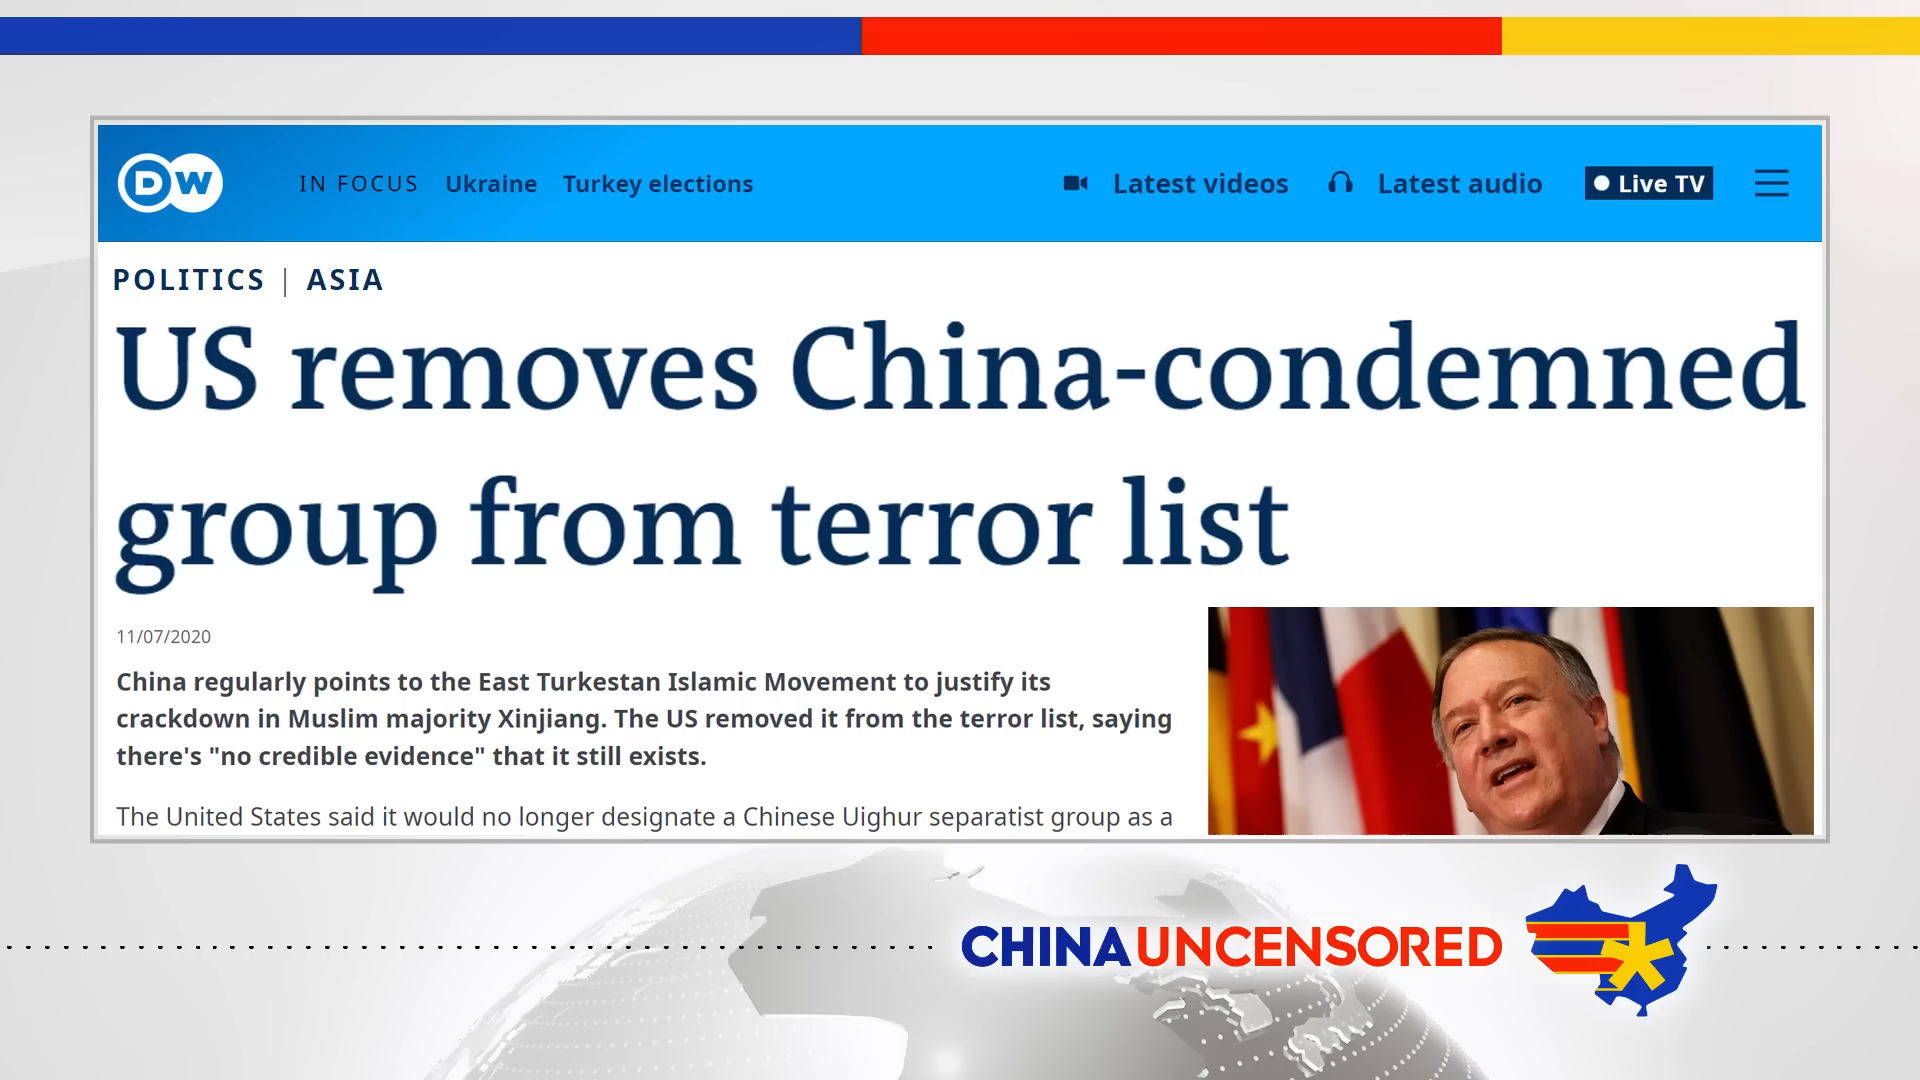 DW
IN FOCUS Ukraine Turkey elections Latest videos Latest audio Live TV
POLITICS | ASIA
US removes China-condemned
group from terror list
11/07/2020
China regularly points to the East Turkestan Islamic Movement to justify its
crackdown in Muslim majority Xinjiang. The US removed it from the terror list, saying
there's "no credible evidence" that it still exists.
The United States said it would no longer designate a Chinese Uighur separatist group as a
CHINA UNCENSORED